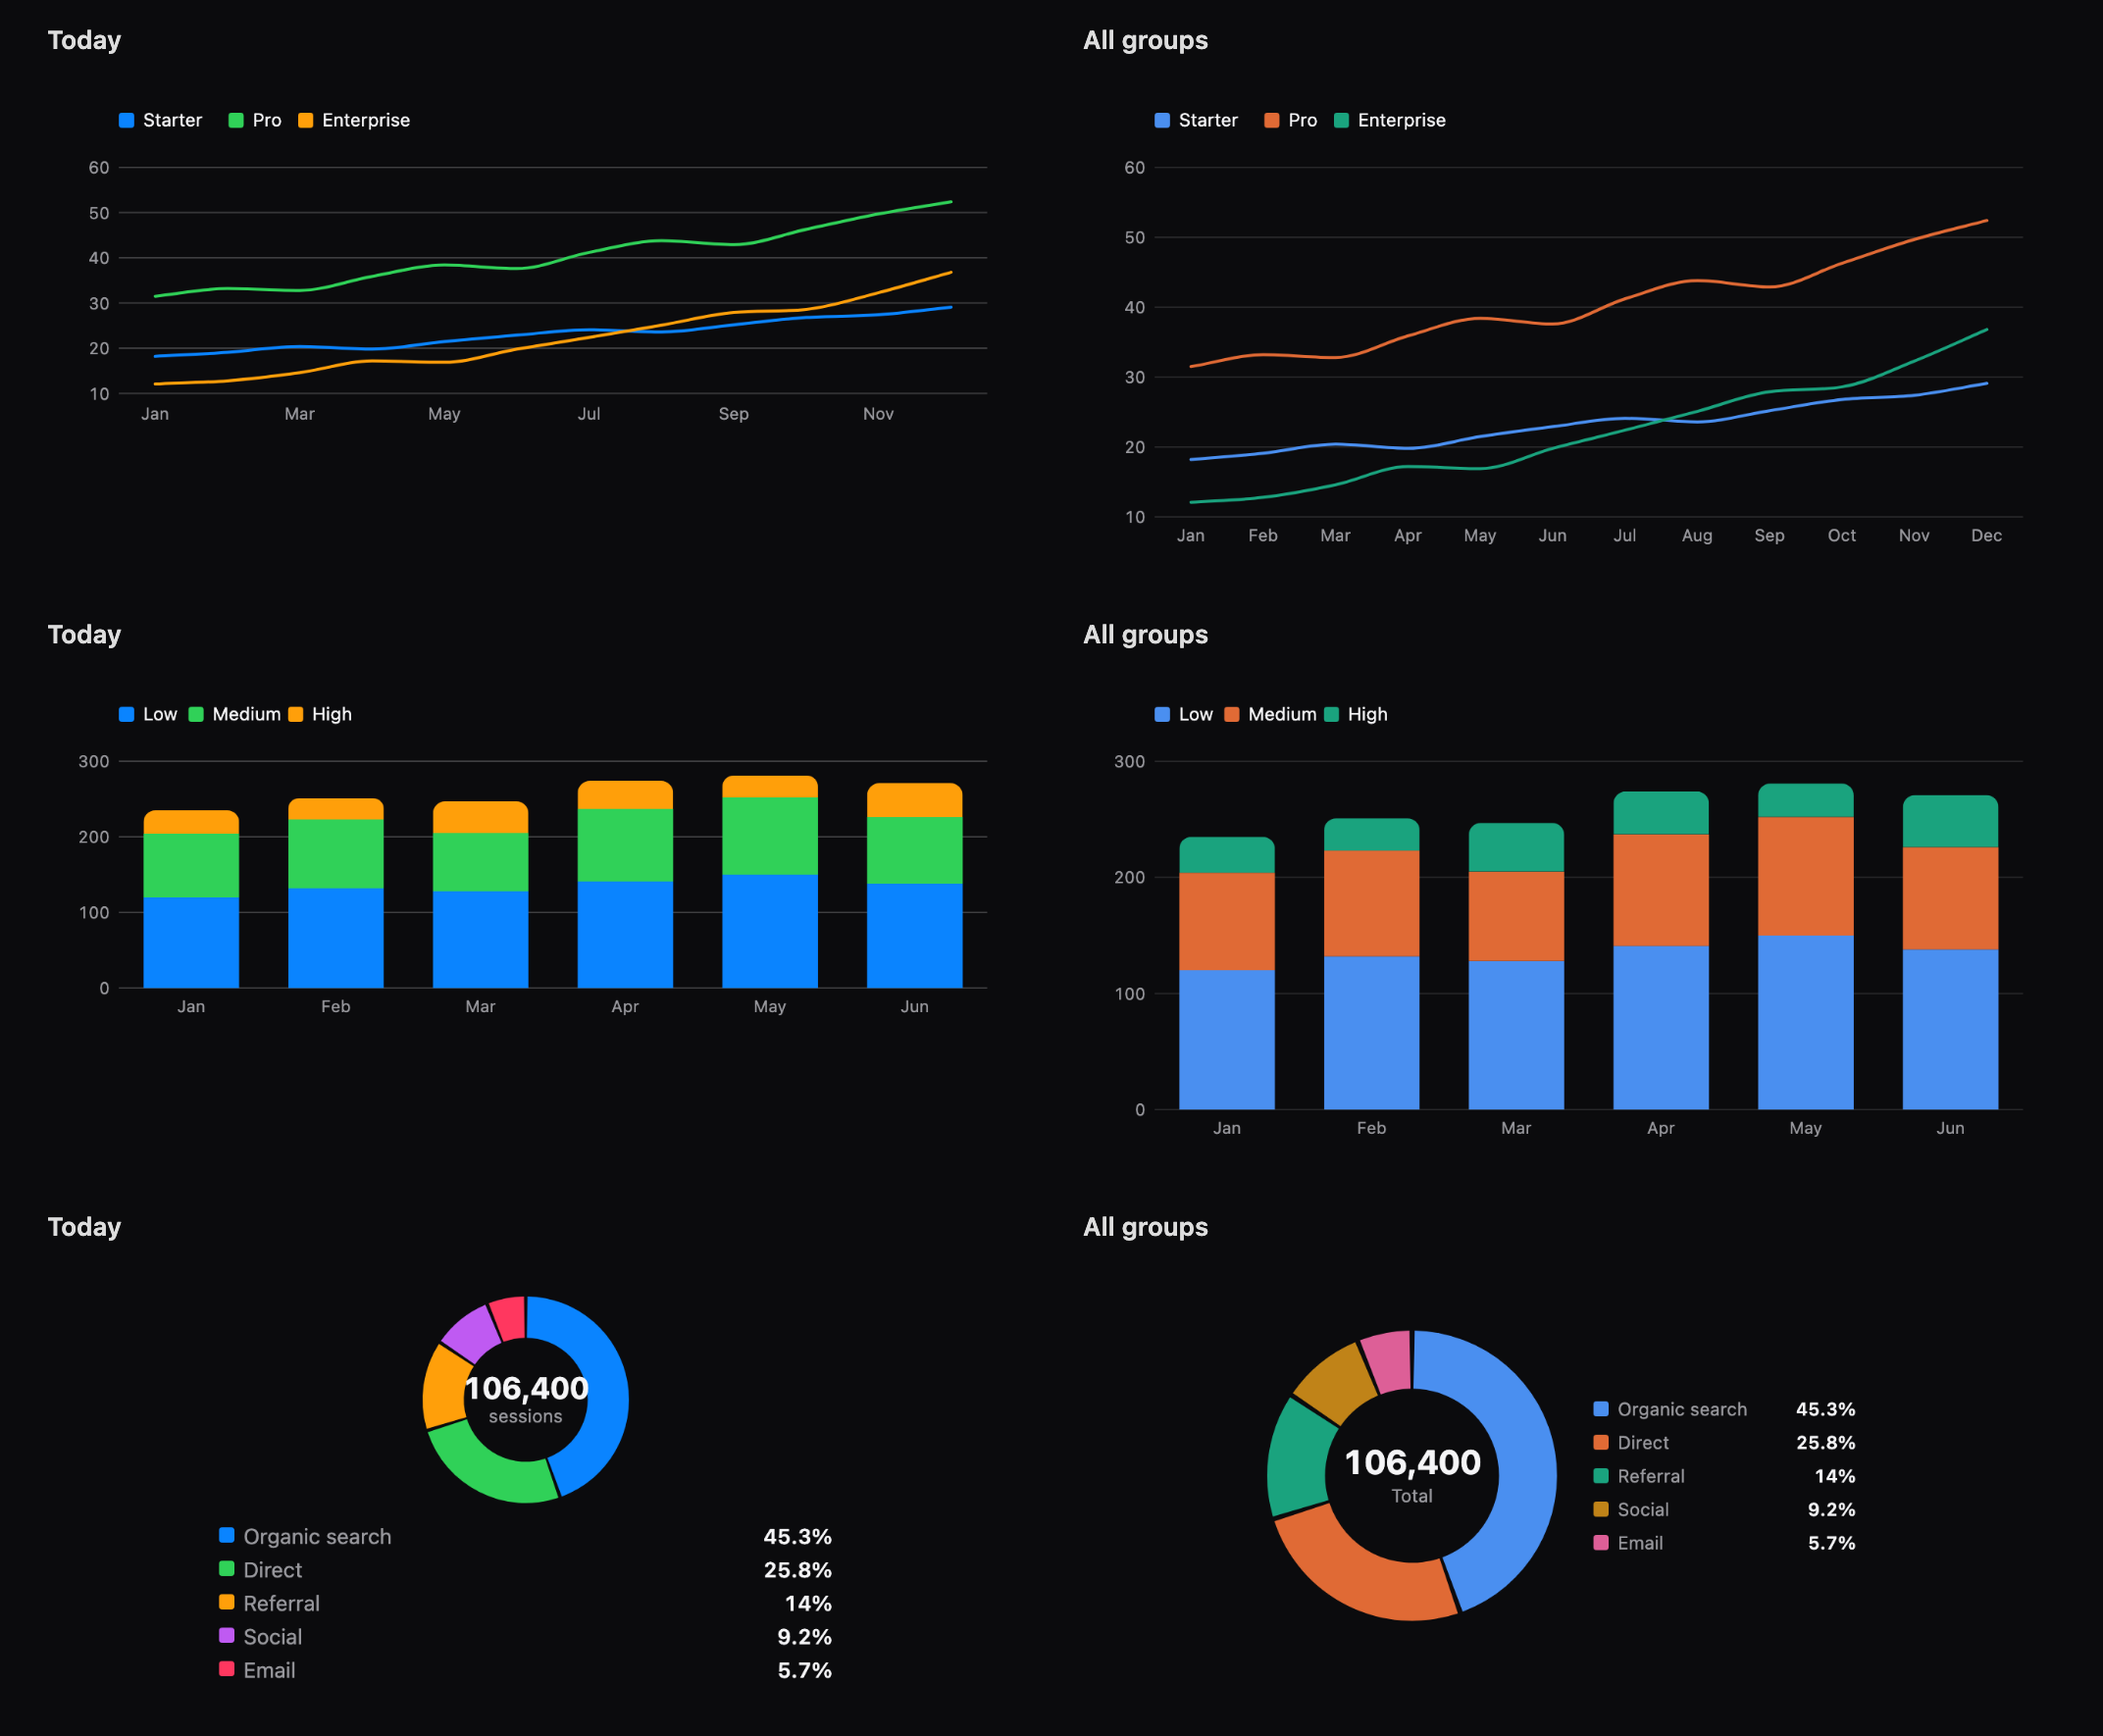 Today
Starter Pro Enterprise
60
50
40
30
20
10
Jan Mar May Jul Sep Nov
All groups
Starter Pro Enterprise
60
50
40
30
20
10
Jan Feb Mar Apr May Jun Jul Aug Sep Oct Nov Dec
Today
Low Medium High
300
200
100
0
Jan Feb Mar Apr May Jun
All groups
Low Medium High
300
200
100
0
Jan Feb Mar Apr May Jun
Today
106,400
sessions
Organic search 45.3%
Direct 25.8%
Referral 14%
Social 9.2%
Email 5.7%
All groups
106,400
Total
Organic search 45.3%
Direct 25.8%
Referral 14%
Social 9.2%
Email 5.7%